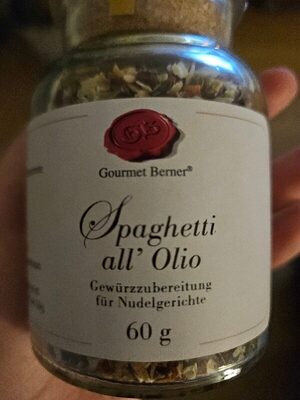 GB
Gourmet Berner®
Spaghetti
all' Olio
Gewürzzubereitung
für Nudelgerichte
60 g